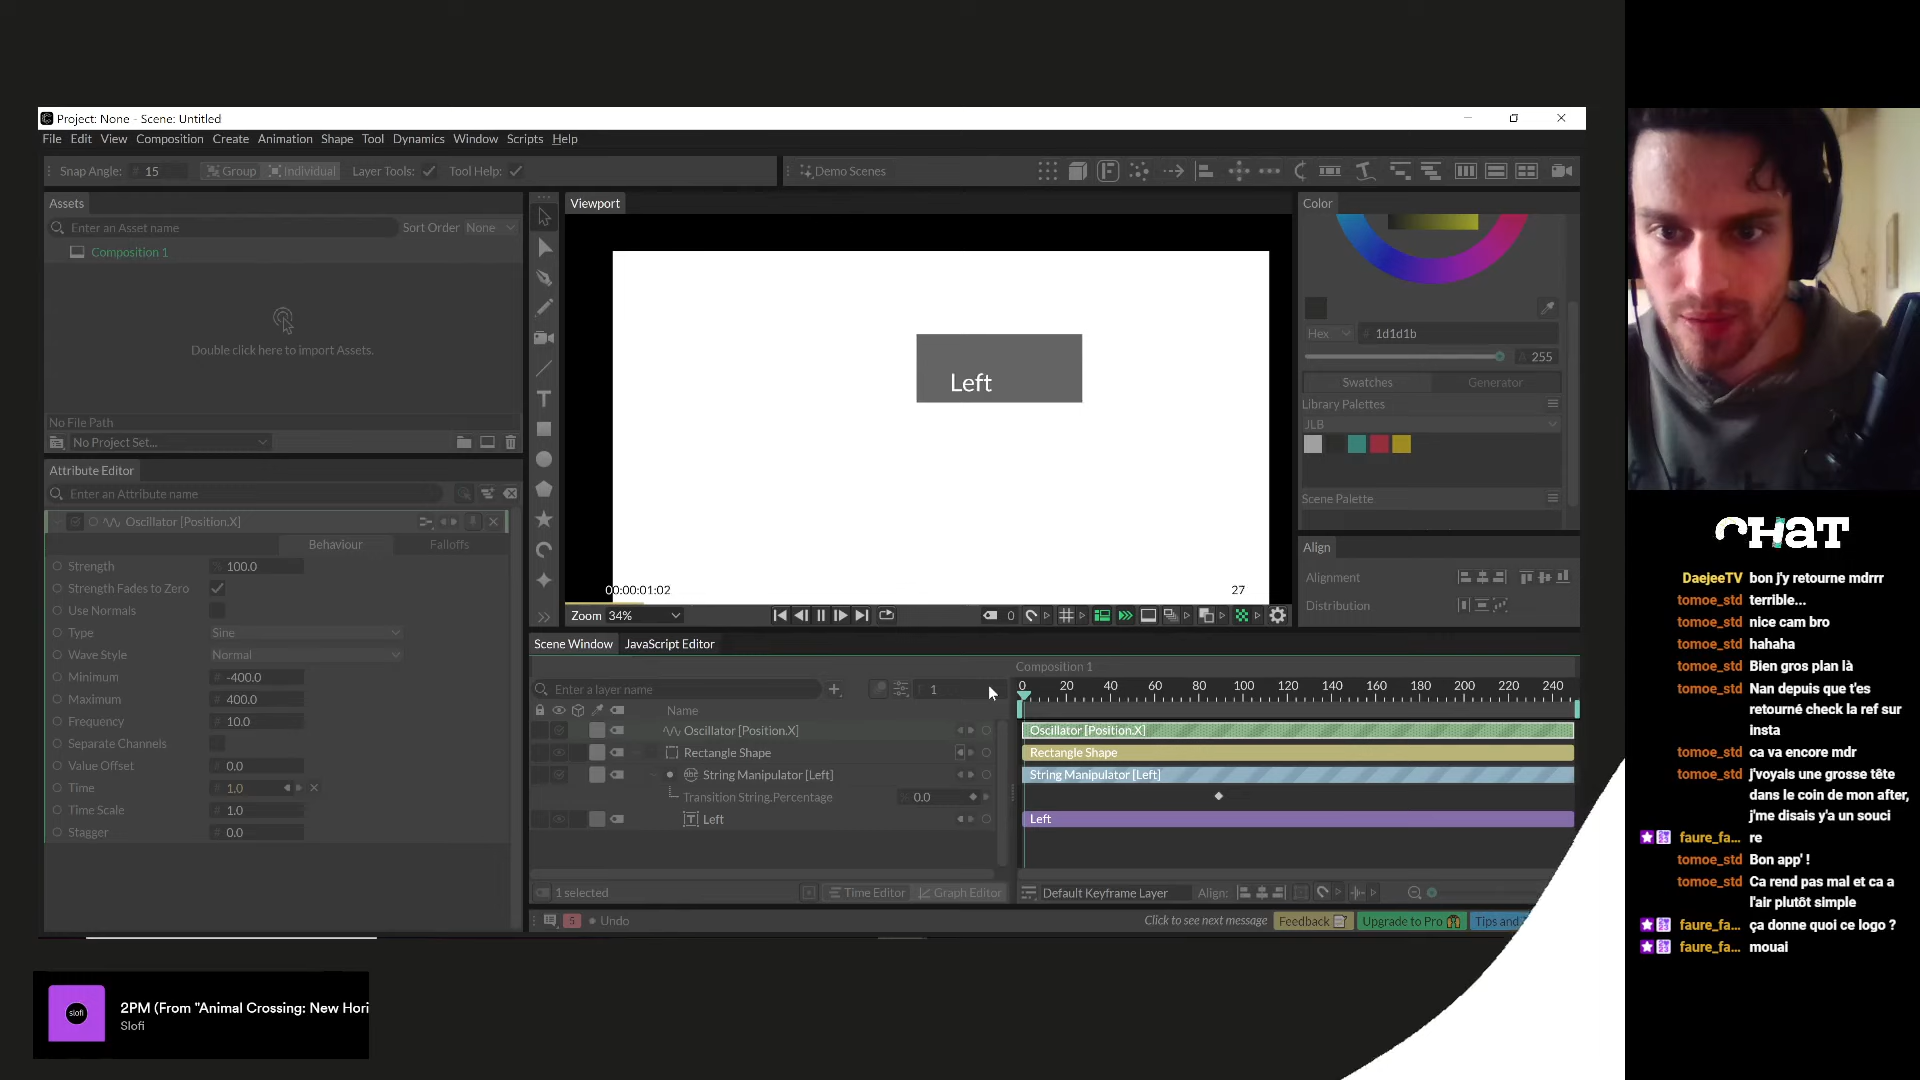 Project: None - Scene: Untitled
File Edit View Composition Create Animation Shape Tool Dynamics Window Scripts Help
Snap Angle: 15 Group Individual Layer Tools: Tool Help: Demo Scenes
Assets
Enter an Asset name Sort Order None
Composition 1
Double click here to import Assets.
No File Path
No Project Set...
Attribute Editor
Enter an Attribute name
Oscillator [Position.X]
Behaviour Falloffs
Strength 100.0
Strength Fades to Zero
Use Normals
Type Sine
Wave Style Normal
Minimum -400.0
Maximum 400.0
Frequency 10.0
Separate Channels
Value Offset 0.0
Time 1.0
Time Scale 1.0
Stagger 0.0
Viewport
Left
00:00:01:02 27
Zoom 34% 0
Color
Hex 1d1d1b
255
Swatches Generator
Library Palettes
JLB
Scene Palette
Align
Alignment
Distribution
Scene Window JavaScript Editor
Composition 1
Enter a layer name 1
0 20 40 60 80 100 120 140 160 180 200 220 240
Name
Oscillator [Position.X] Oscillator [Position.X]
Rectangle Shape Rectangle Shape
String Manipulator [Left] String Manipulator [Left]
Transition String.Percentage 0.0
Left Left
1 selected Time Editor Graph Editor Default Keyframe Layer Align:
5 Undo Click to see next message Feedback Upgrade to Pro Tips and
slofi
2PM (From "Animal Crossing: New Hori
Slofi
CHAT
DaejeeTV bon j'y retourne mdrrr
tomoe_std terrible...
tomoe_std nice cam bro
tomoe_std hahaha
tomoe_std Bien gros plan là
tomoe_std Nan depuis que t'es
retourné check la ref sur
insta
tomoe_std ca va encore mdr
tomoe_std j'voyais une grosse tête
dans le coin de mon after,
j'me disais y'a un souci
faure_fa... re
tomoe_std Bon app' !
tomoe_std Ca rend pas mal et ca a
l'air plutôt simple
faure_fa... ça donne quoi ce logo ?
faure_fa... mouai